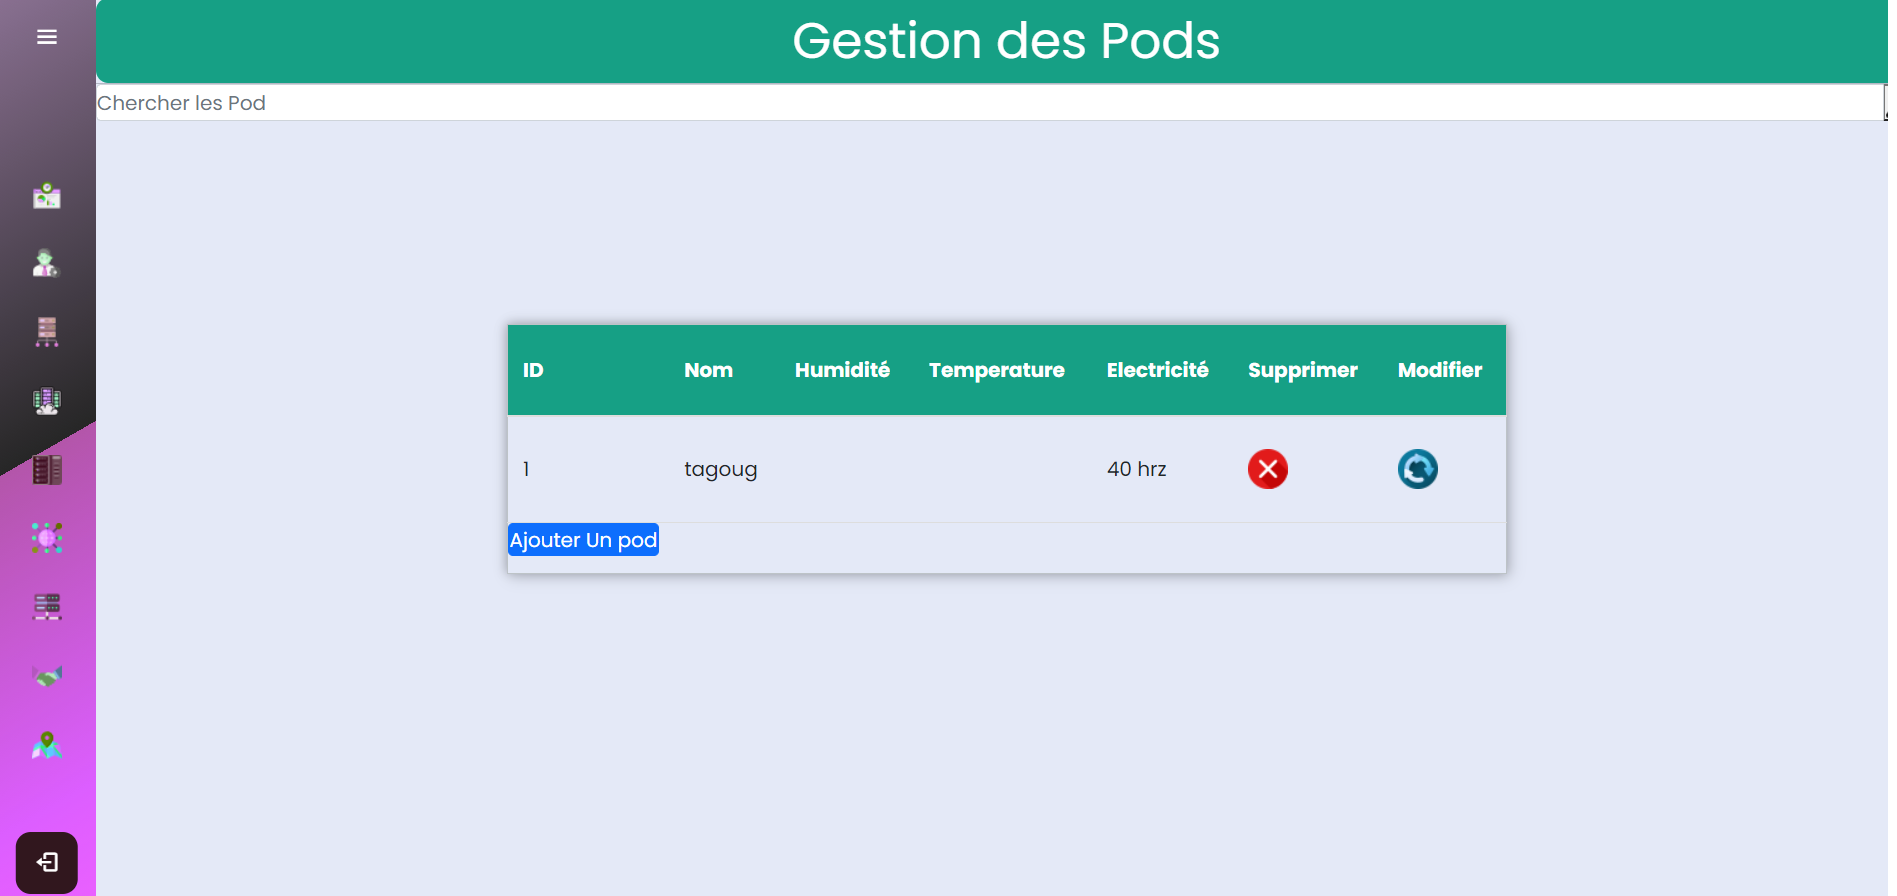 Gestion des Pods
Chercher les Pod
ID Nom Humidité Temperature Electricité Supprimer Modifier
1 tagoug 40 hrz
Ajouter Un pod